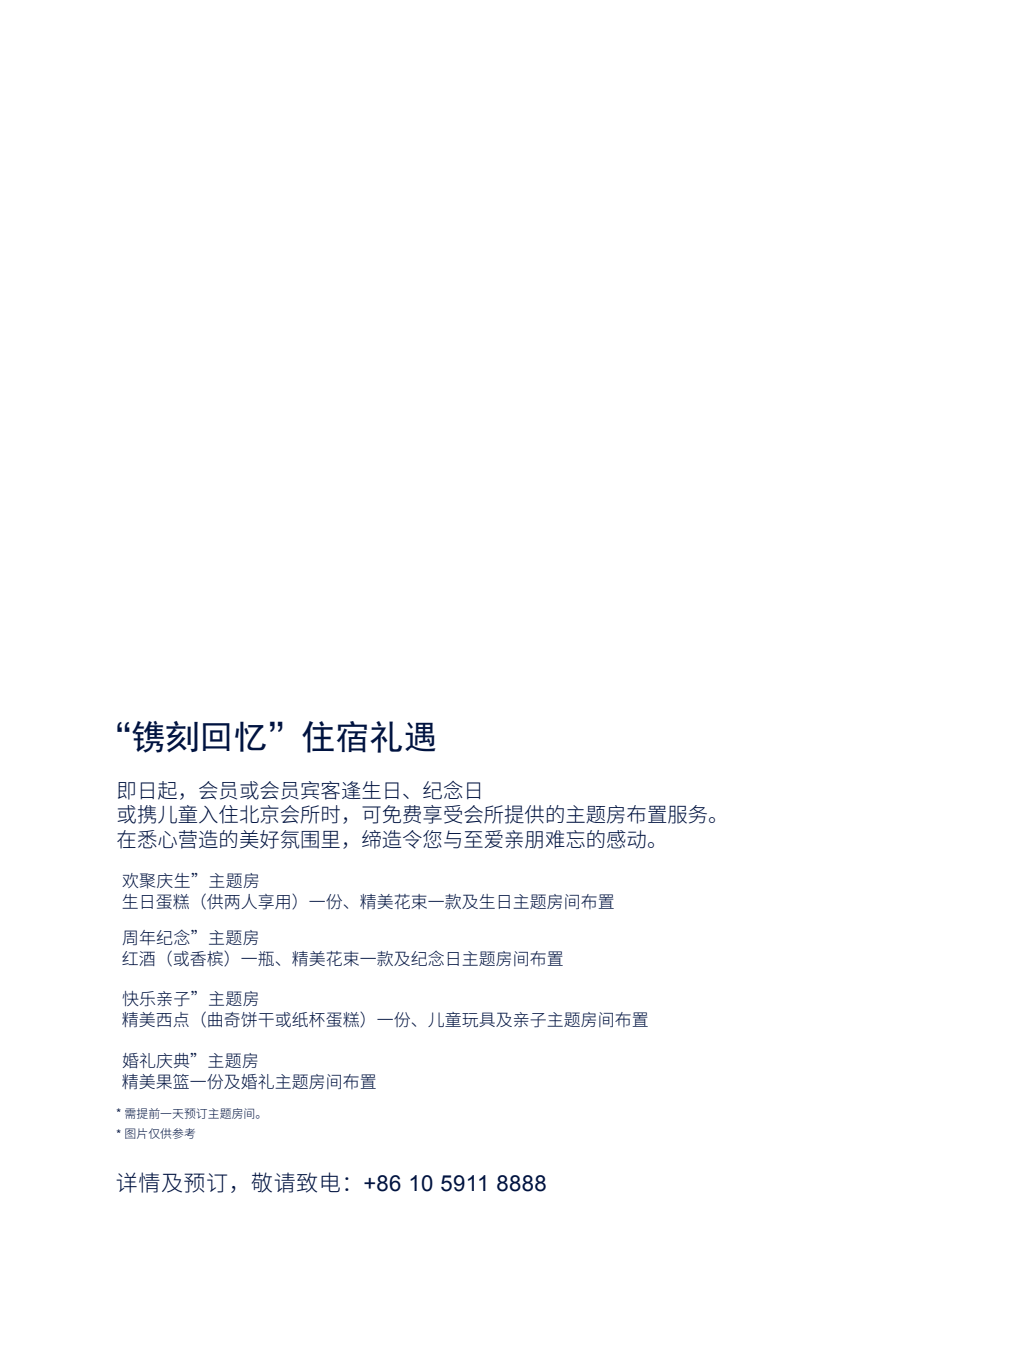 “镌刻回忆”住宿礼遇
即日起，会员或会员宾客逢生日、纪念日
或携儿童入住北京会所时，可免费享受会所提供的主题房布置服务。
在悉心营造的美好氛围里，缔造令您与至爱亲朋难忘的感动。
欢聚庆生”主题房
生日蛋糕（供两人享用）一份、精美花束一款及生日主题房间布置
周年纪念”主题房
红酒（或香槟）一瓶、精美花束一款及纪念日主题房间布置
快乐亲子”主题房
精美西点（曲奇饼干或纸杯蛋糕）一份、儿童玩具及亲子主题房间布置
婚礼庆典”主题房
精美果篮一份及婚礼主题房间布置
* 需提前一天预订主题房间。
* 图片仅供参考
详情及预订，敬请致电：+86 10 5911 8888